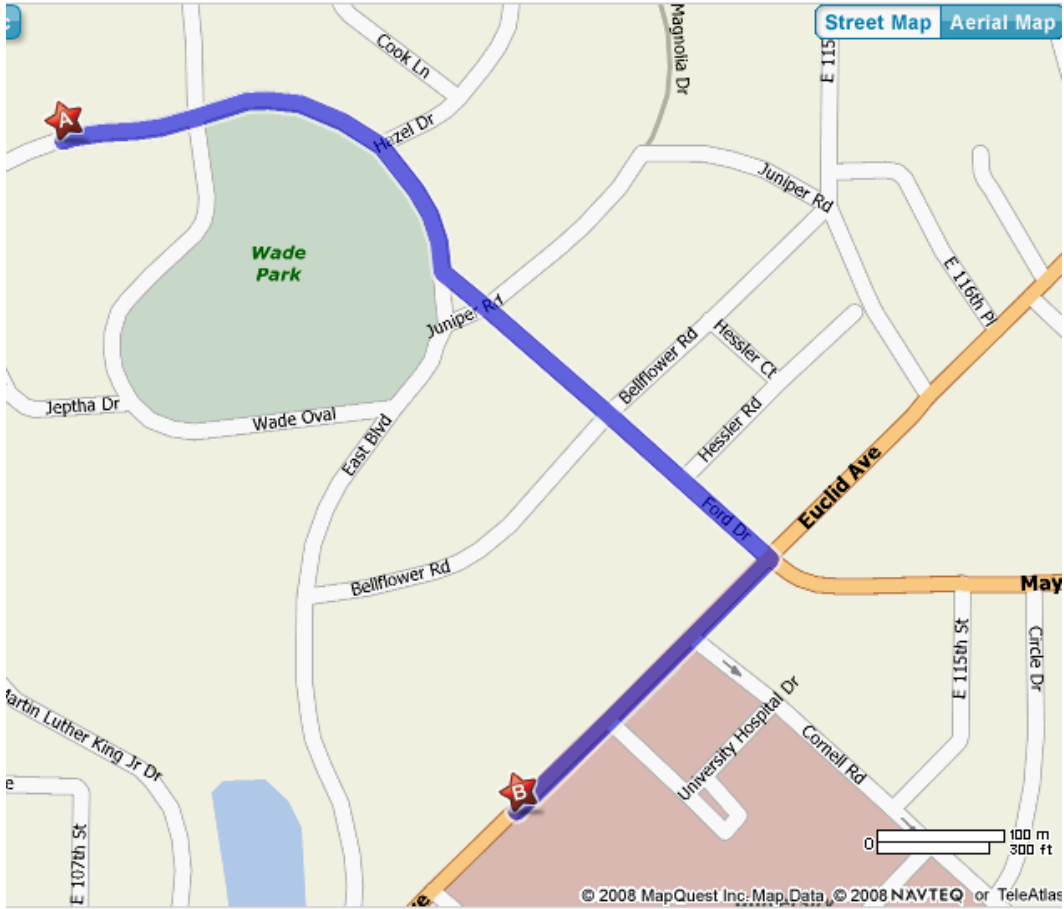 c
Street Map
Aerial Map
Magnolia Dr
Cook Ln
E 115
A
Hazel Dr
Juniper Rd
Wade
Park
E 116th Pl
Juniper Rd
Hessler Ct
Bellflower Rd
Jeptha Dr
Wade Oval
Hessler Rd
East Blvd
Euclid Ave
Ford Dr
Bellflower Rd
May
E 115th St
Circle Dr
Martin Luther King Jr Dr
University Hospital Dr
Cornell Rd
e
B
E 107th St
0
100 m
300 ft
e
© 2008 MapQuest Inc. Map Data © 2008 NAVTEQ or TeleAtlas